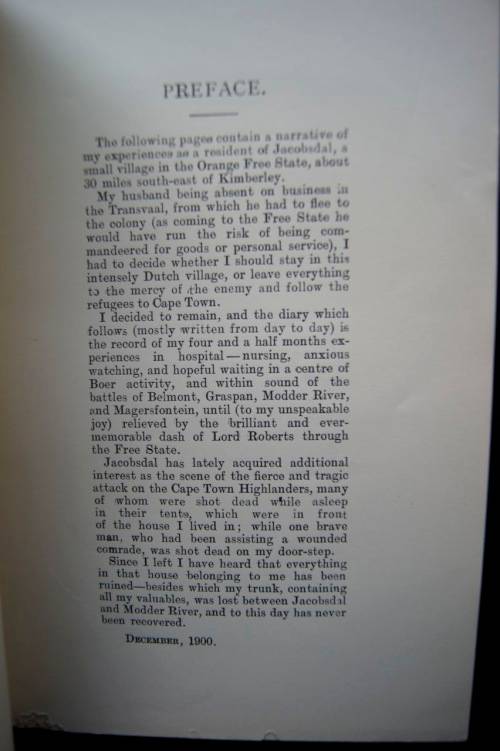 PREFACE.
The following pages contain a narrative of
my experiences as a resident of Jacobsdal, a
small village in the Orange Free State, about
30 miles south-east of Kimberley.
My husband being absent on business in
the Transvaal, from which he had to flee to
the colony (as coming to the Free State he
would have run the risk of being com-
mandeered for goods or personal service), I
had to decide whether I should stay in this
intensely Dutch village, or leave everything
to the mercy of the enemy and follow the
refugees to Cape Town.
I decided to remain, and the diary which
follows (mostly written from day to day) is
the record of my four and a half months ex-
periences in hospital—nursing, anxious
watching, and hopeful waiting in a centre of
Boer activity, and within sound of the
battles of Belmont, Graspan, Modder River,
and Magersfontein, until (to my unspeakable
joy) relieved by the brilliant and ever-
memorable dash of Lord Roberts through
the Free State.
Jacobsdal has lately acquired additional
interest as the scene of the fierce and tragic
attack on the Cape Town Highlanders, many
of whom were shot dead while asleep
in their tents, which were in front
of the house I lived in; while one brave
man, who had been assisting a wounded
comrade, was shot dead on my door-step.
Since I left I have heard that everything
in that house belonging to me has been
ruined—besides which my trunk, containing
all my valuables, was lost between Jacobsdal
and Modder River, and to this day has never
been recovered.
DECEMBER, 1900.